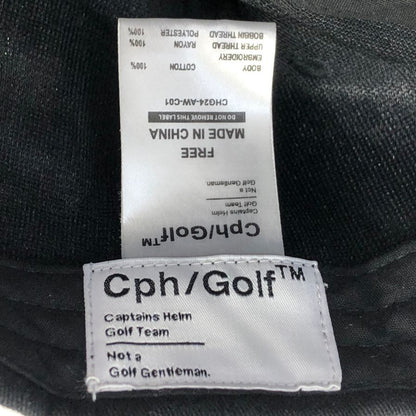 Cph/Golf™
Captains Helm
Golf Team
Not a
Golf Gentleman.
Cph/Golf™
Captains Helm
Golf Team
Not a
Golf Gentleman.
FREE
MADE IN CHINA
DO NOT REMOVE THIS LABEL
CHG24-AW-C01
BODY COTTON 100%
EMBROIDERY
UPPER THREAD RAYON 100%
BOBBIN THREAD POLYESTER 100%